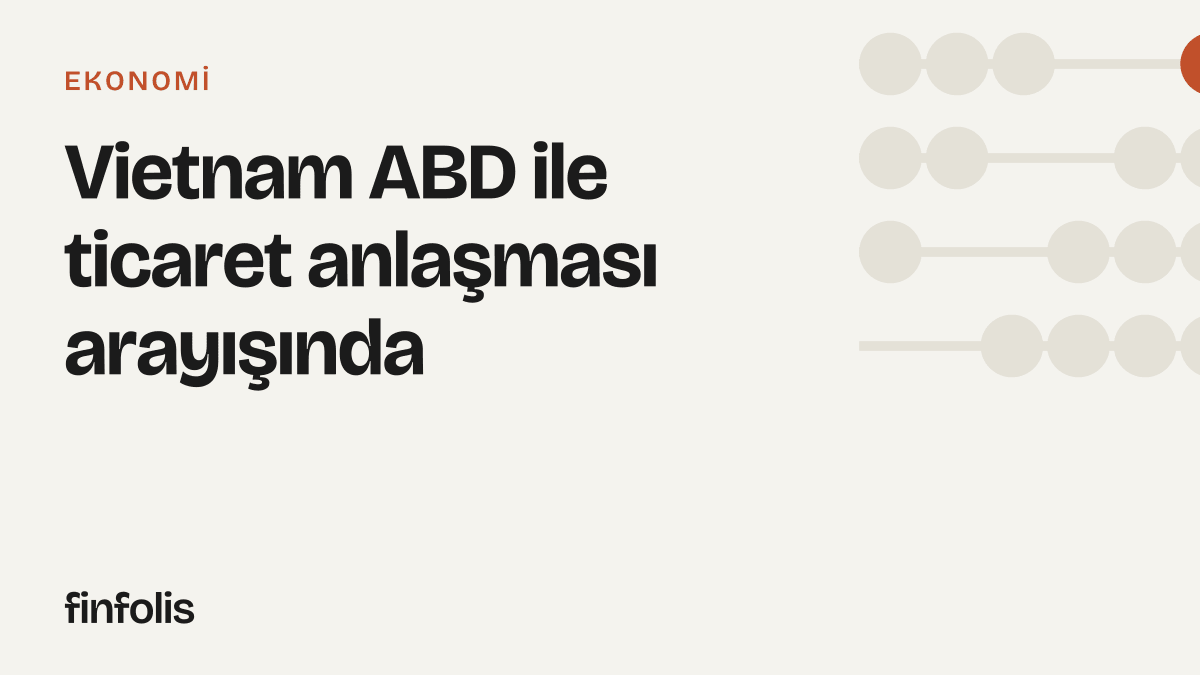 EKONOMİ
Vietnam ABD ile
ticaret anlaşması
arayışında
finfolis